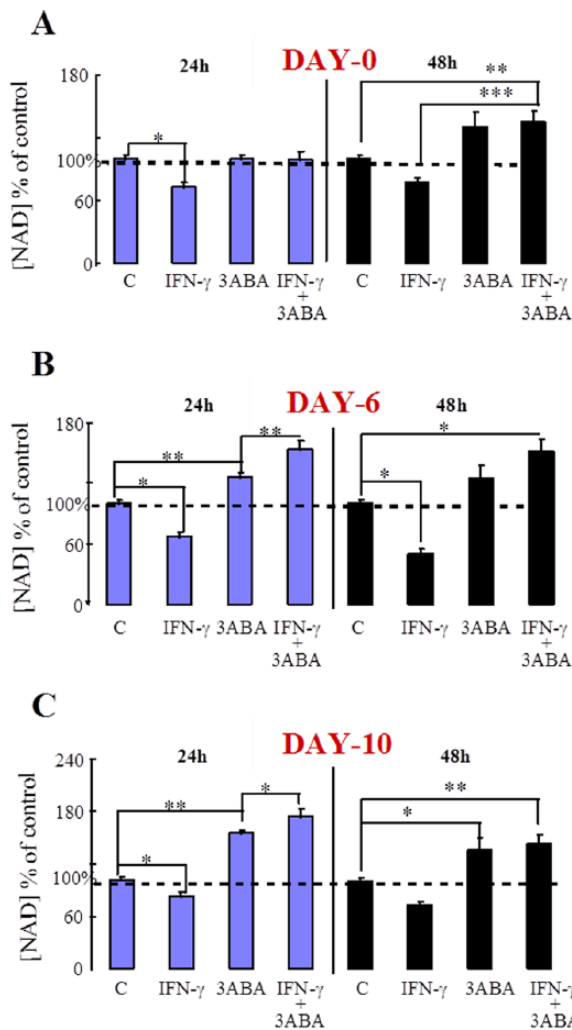 A
24h DAY-0 48h
[NAD] % of control
180
100%
60
0
* ** ***
C IFN-γ 3ABA IFN-γ + 3ABA C IFN-γ 3ABA IFN-γ + 3ABA
B
24h DAY-6 48h
[NAD] % of control
180
100%
60
0
** * ** * *
C IFN-γ 3ABA IFN-γ + 3ABA C IFN-γ 3ABA IFN-γ + 3ABA
C
24h DAY-10 48h
[NAD] % of control
240
180
100%
60
0
** * * ** *
C IFN-γ 3ABA IFN-γ + 3ABA C IFN-γ 3ABA IFN-γ + 3ABA